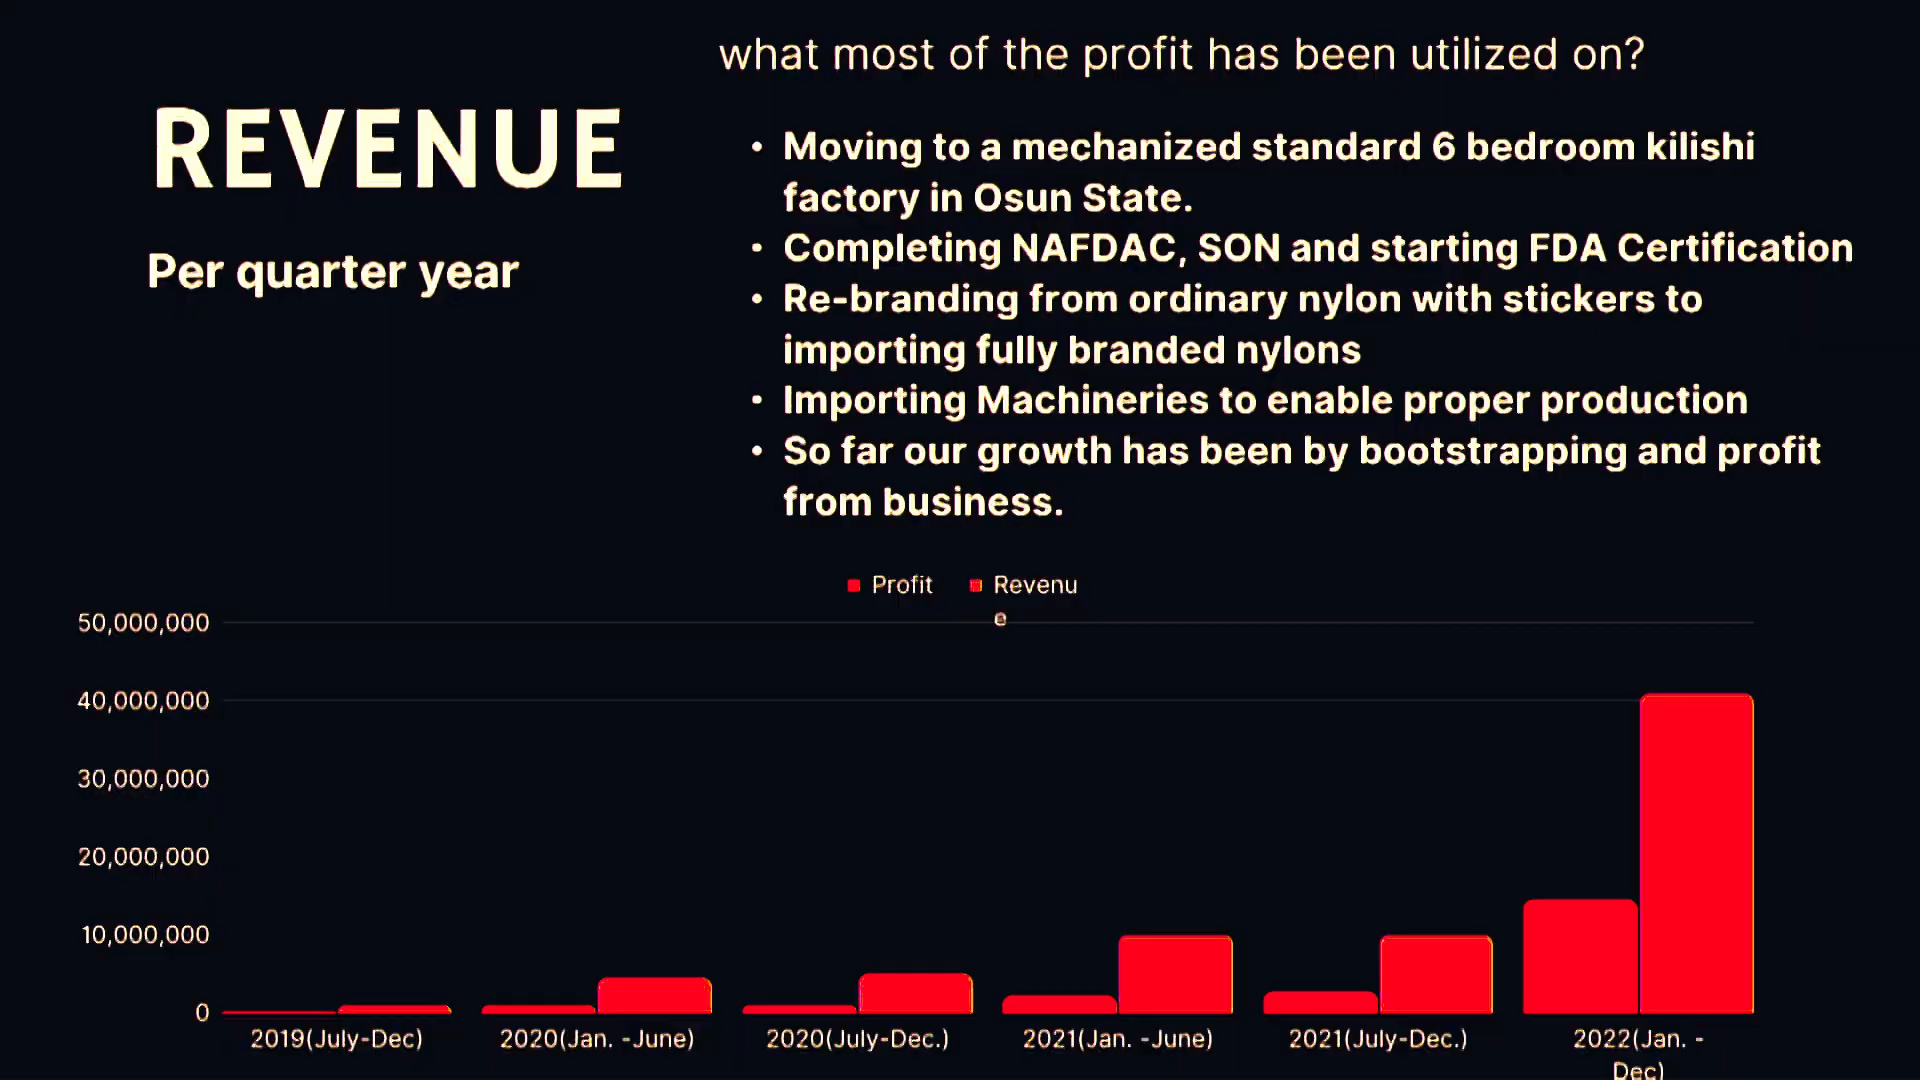 what most of the profit has been utilized on?
REVENUE
Per quarter year
• Moving to a mechanized standard 6 bedroom kilishi
factory in Osun State.
• Completing NAFDAC, SON and starting FDA Certification
• Re-branding from ordinary nylon with stickers to
importing fully branded nylons
• Importing Machineries to enable proper production
• So far our growth has been by bootstrapping and profit
from business.
Profit
Revenu
e
50,000,000
40,000,000
30,000,000
20,000,000
10,000,000
0
2019(July-Dec)
2020(Jan. -June)
2020(July-Dec.)
2021(Jan. -June)
2021(July-Dec.)
2022(Jan. -
Dec)